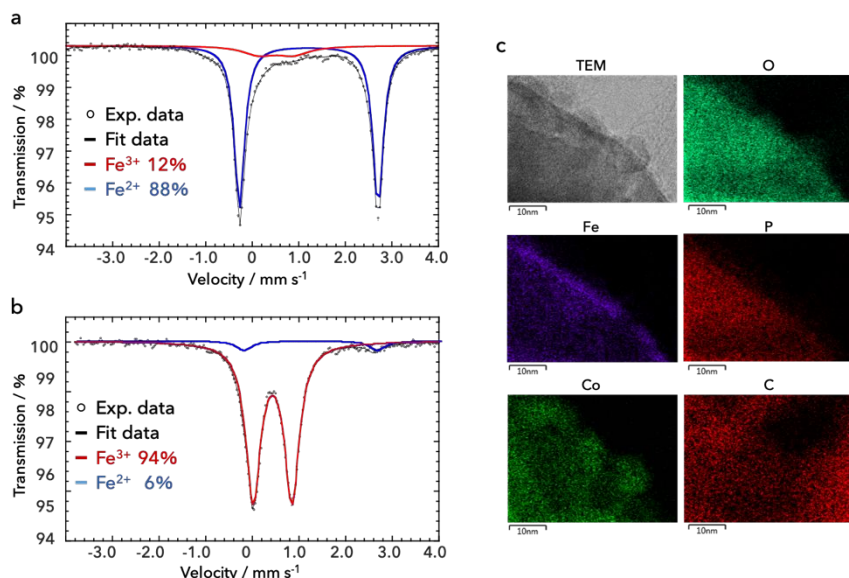 a
100
99
98
97
96
95
94
Transmission / %
Exp. data
Fit data
Fe³⁺ 12%
Fe²⁺ 88%
-3.0 -2.0 -1.0 0 1.0 2.0 3.0 4.0
Velocity / mm s⁻¹
b
100
99
98
97
96
95
94
Transmission / %
Exp. data
Fit data
Fe³⁺ 94%
Fe²⁺ 6%
-3.0 -2.0 -1.0 0 1.0 2.0 3.0 4.0
Velocity / mm s⁻¹
c
TEM O
10nm 10nm
Fe P
10nm 10nm
Co C
10nm 10nm